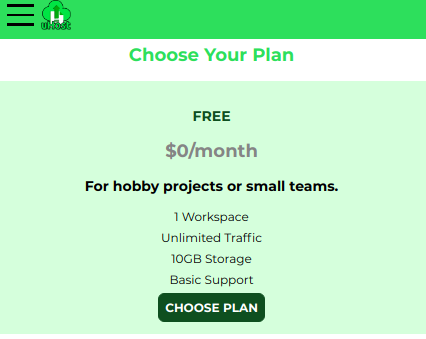 uHost
Choose Your Plan
FREE
$0/month
For hobby projects or small teams.
1 Workspace
Unlimited Traffic
10GB Storage
Basic Support
CHOOSE PLAN